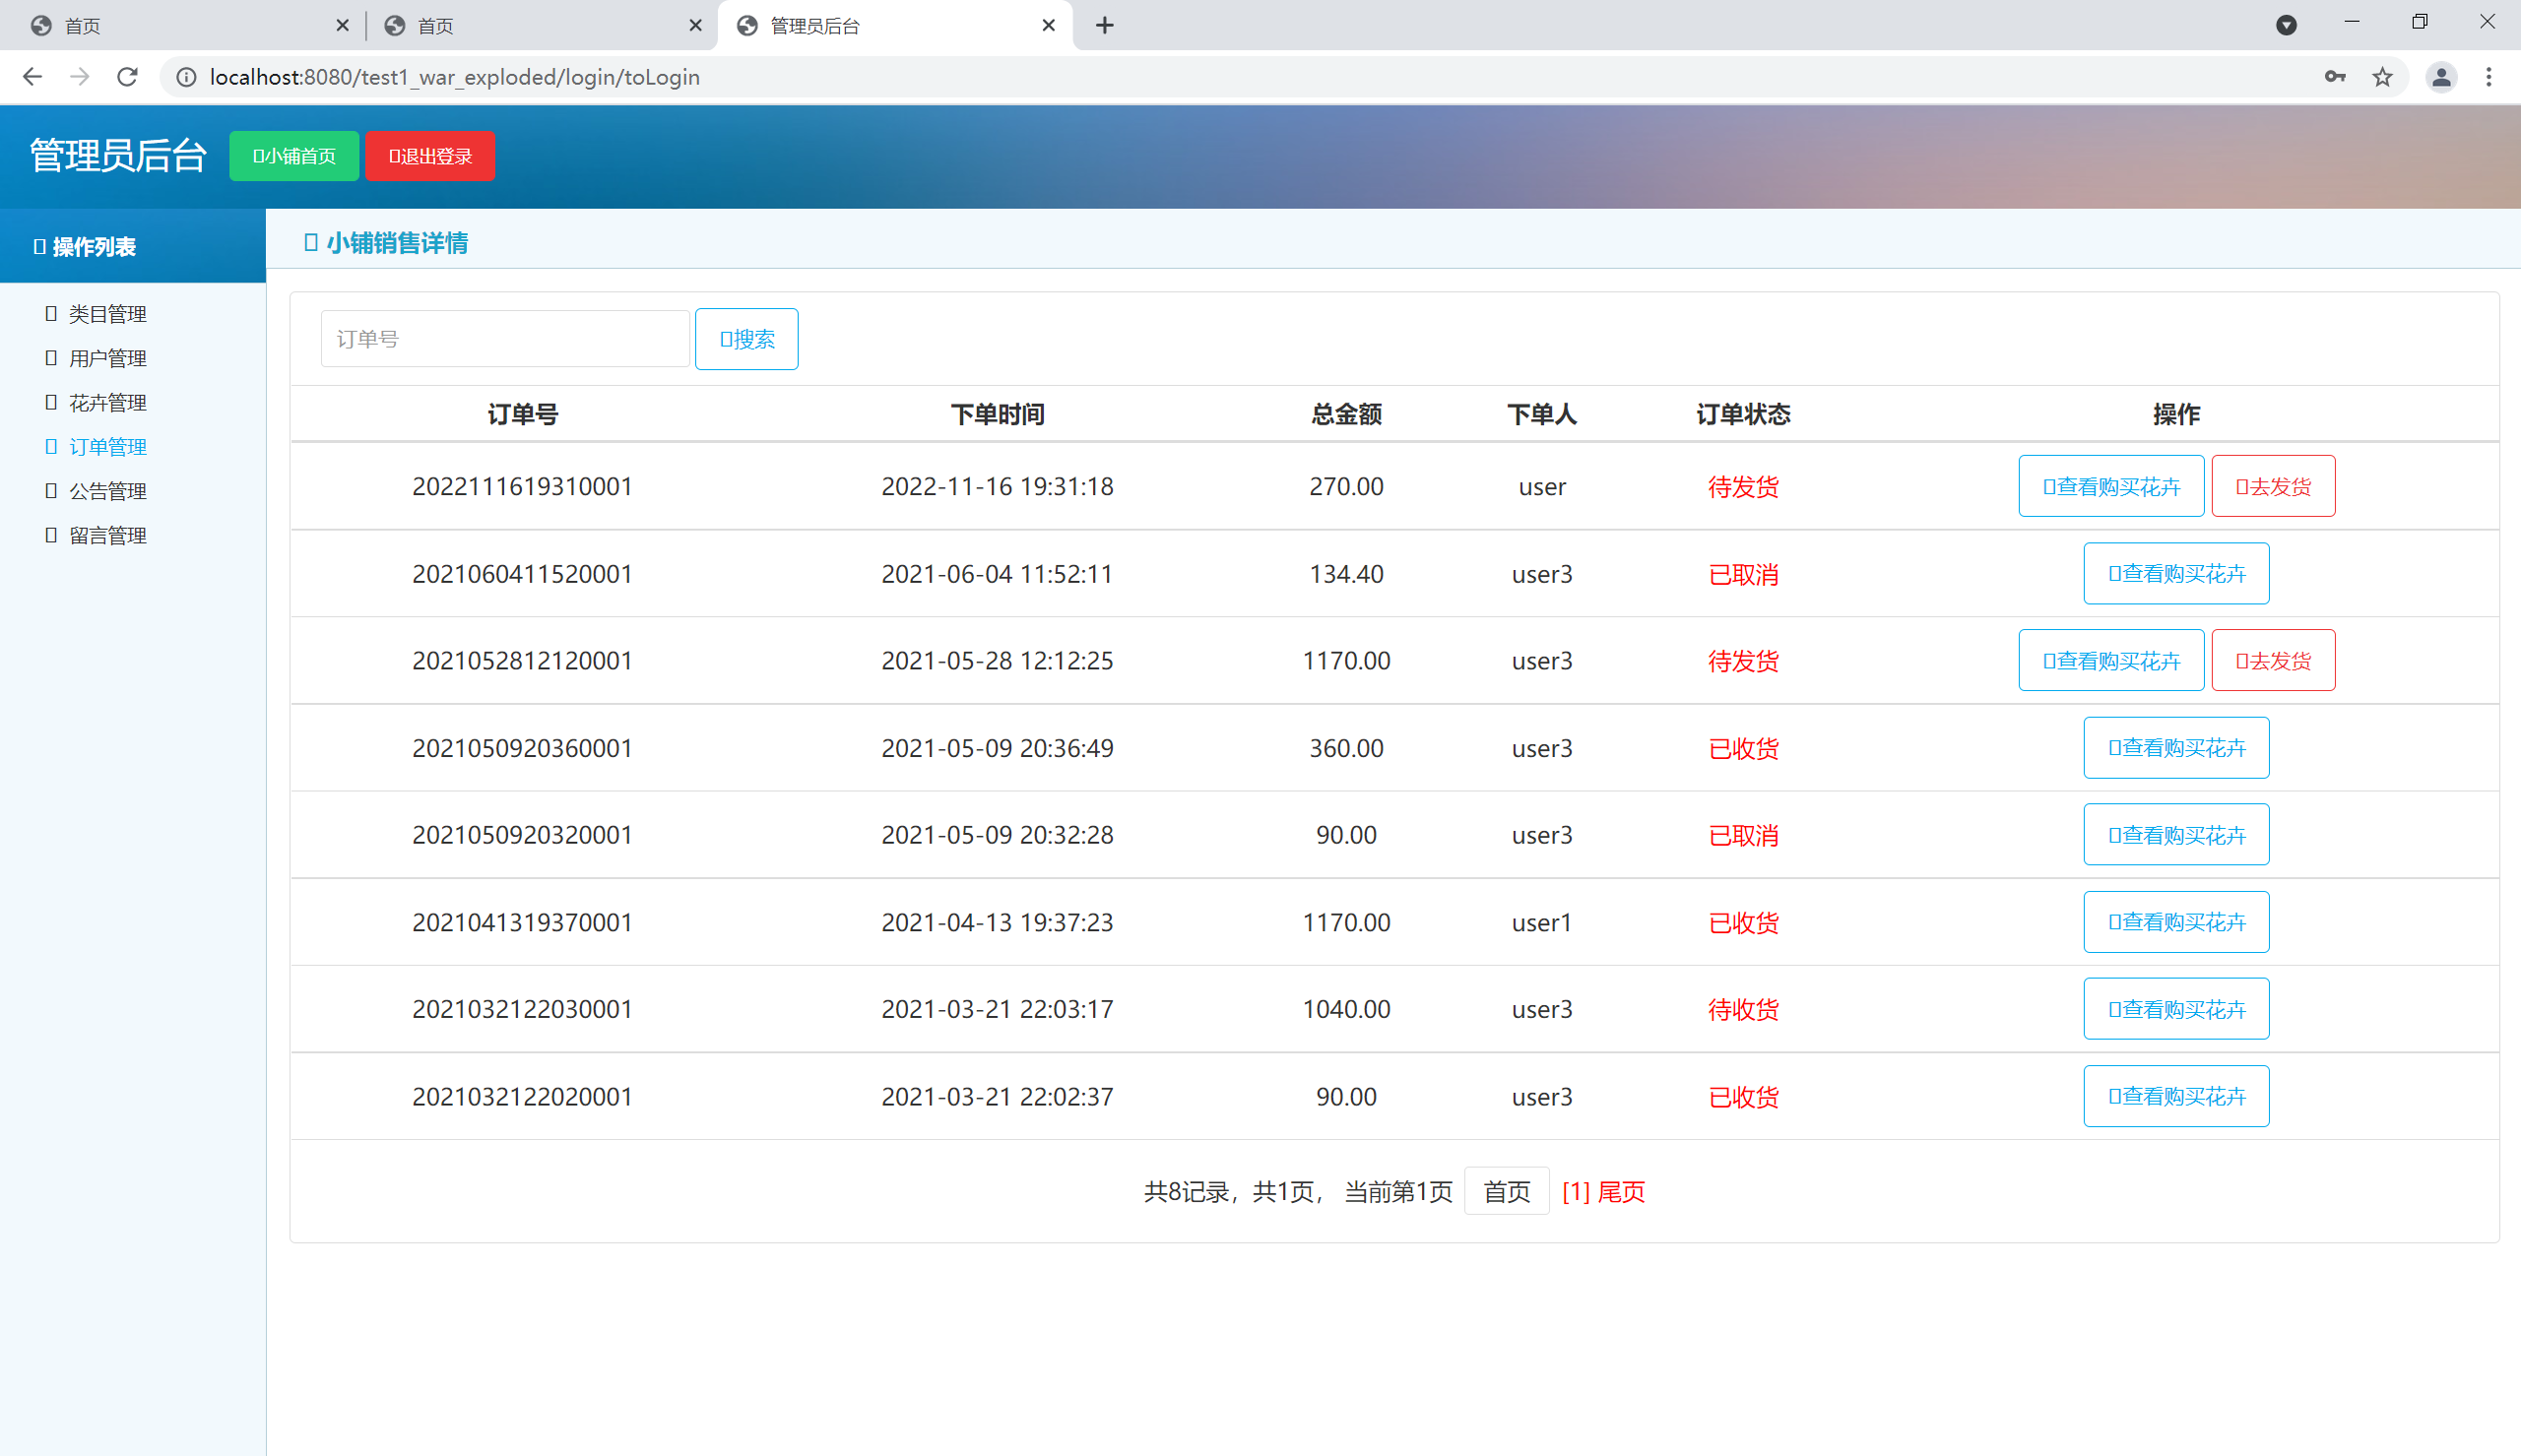 首页 首页 管理员后台
localhost:8080/test1_war_exploded/login/toLogin
管理员后台 小铺首页 退出登录
操作列表 小铺销售详情
类目管理
用户管理
花卉管理
订单管理
公告管理
留言管理
订单号 搜索
订单号 下单时间 总金额 下单人 订单状态 操作
2022111619310001 2022-11-16 19:31:18 270.00 user 待发货 查看购买花卉 去发货
2021060411520001 2021-06-04 11:52:11 134.40 user3 已取消 查看购买花卉
2021052812120001 2021-05-28 12:12:25 1170.00 user3 待发货 查看购买花卉 去发货
2021050920360001 2021-05-09 20:36:49 360.00 user3 已收货 查看购买花卉
2021050920320001 2021-05-09 20:32:28 90.00 user3 已取消 查看购买花卉
2021041319370001 2021-04-13 19:37:23 1170.00 user1 已收货 查看购买花卉
2021032122030001 2021-03-21 22:03:17 1040.00 user3 待收货 查看购买花卉
2021032122020001 2021-03-21 22:02:37 90.00 user3 已收货 查看购买花卉
共8记录，共1页， 当前第1页 首页 [1] 尾页